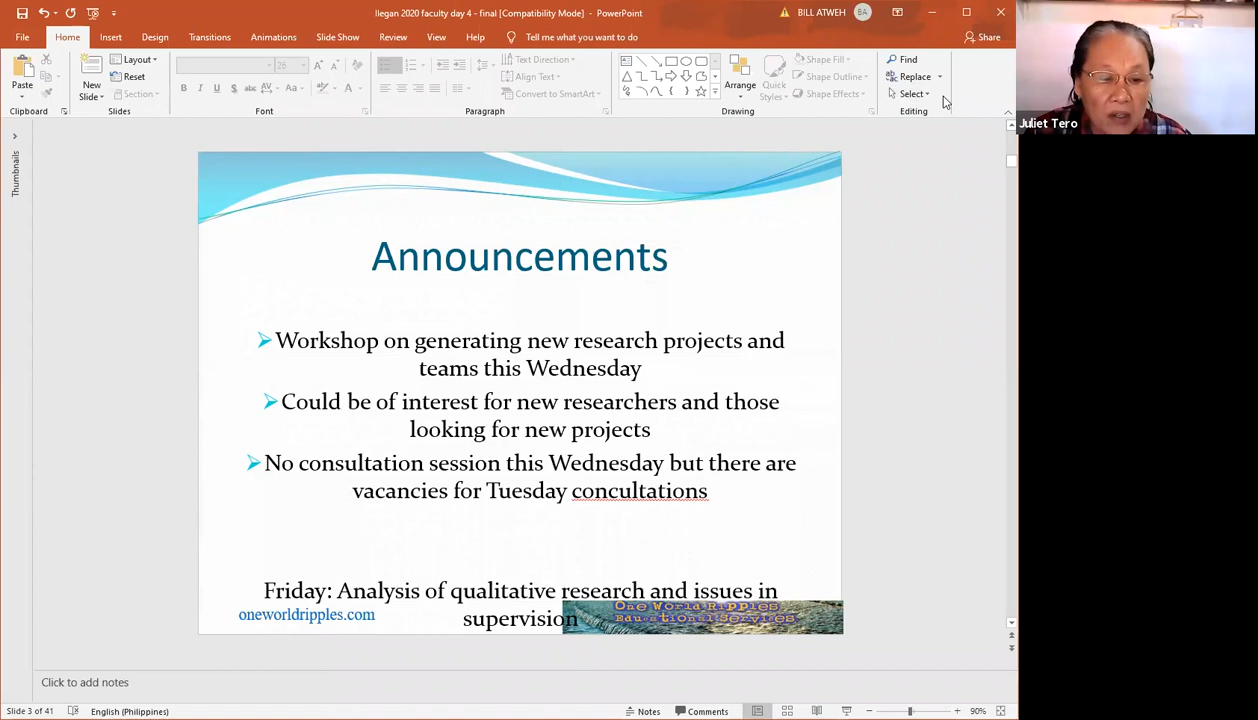 Ilegan 2020 faculty day 4 - final [Compatibility Mode] - PowerPoint
BILL ATWEH
BA
File Home Insert Design Transitions Animations Slide Show Review View Help Tell me what you want to do
Share
Paste
Clipboard
New
Slide
Layout
Reset
Section
Slides
26
B I U S abc AV Aa A
Font
Text Direction
Align Text
Convert to SmartArt
Paragraph
Arrange
Quick
Styles
Shape Fill
Shape Outline
Shape Effects
Drawing
Find
Replace
Select
Editing
Juliet Tero
Thumbnails
Announcements
Workshop on generating new research projects and
teams this Wednesday
Could be of interest for new researchers and those
looking for new projects
No consultation session this Wednesday but there are
vacancies for Tuesday concultations
Friday: Analysis of qualitative research and issues in
supervision
oneworldripples.com
One World Ripples
Educational Services
Click to add notes
Slide 3 of 41 English (Philippines) Notes Comments 90%